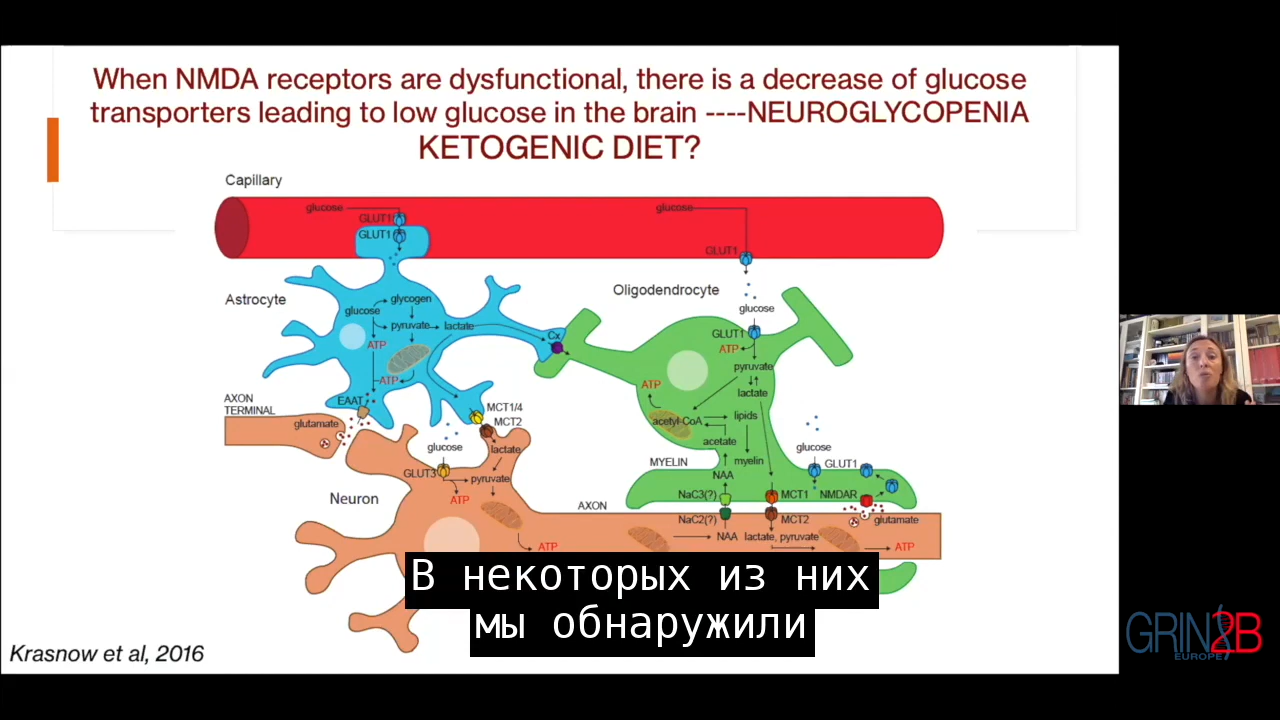 When NMDA receptors are dysfunctional, there is a decrease of glucose
transporters leading to low glucose in the brain ----NEUROGLYCOPENIA
KETOGENIC DIET?
Capillary
glucose
GLUT1
GLUT1
glucose
GLUT1
Astrocyte
glucose
glycogen
pyruvate
lactate
ATP
ATP
Cx
Oligodendrocyte
glucose
GLUT1
ATP
pyruvate
lactate
ATP
acetyl-CoA
lipids
acetate
myelin
NAA
MYELIN
AXON
TERMINAL
EAAT
glutamate
MCT1/4
MCT2
glucose
lactate
GLUT3
pyruvate
ATP
Neuron
AXON
glucose
GLUT1
NaC3(?)
MCT1
NMDAR
NaC2(?)
MCT2
glutamate
ATP
NAA
lactate, pyruvate
ATP
В некоторых из них
мы обнаружили
Krasnow et al, 2016
GRIN2B
EUROPE